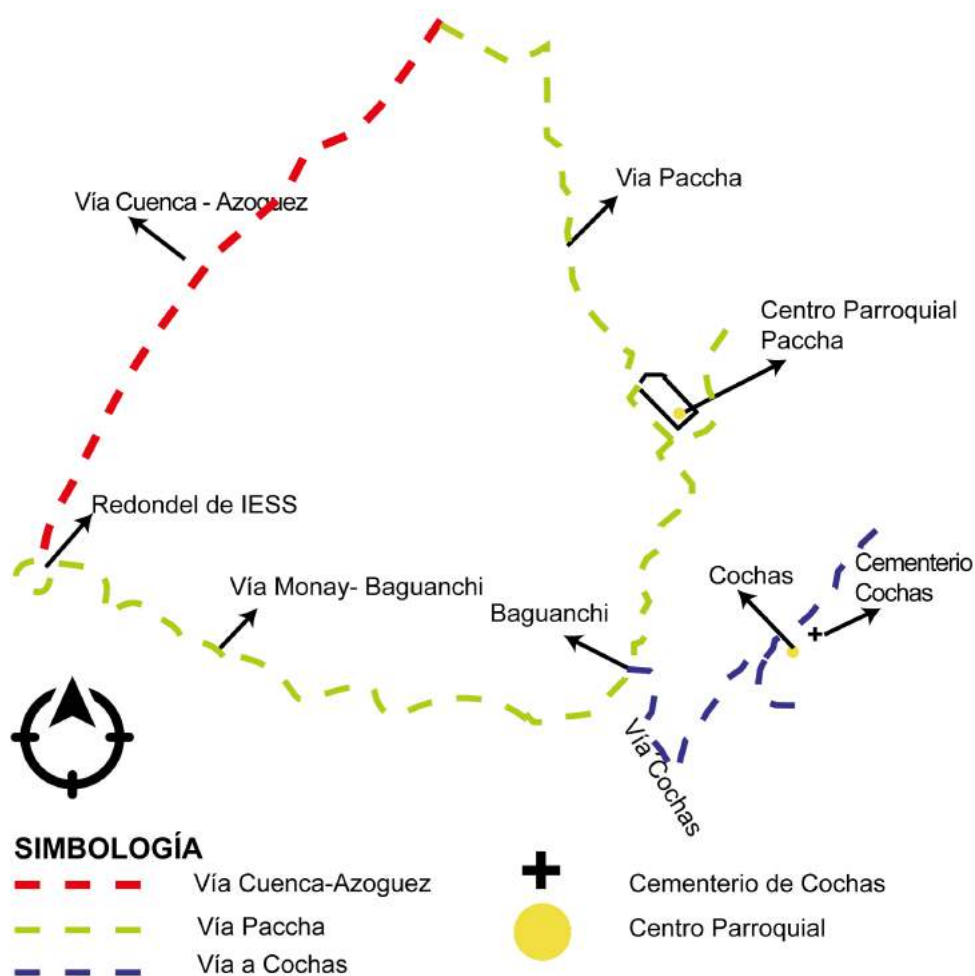 Vía Cuenca - Azoguez
Via Paccha
Centro Parroquial
Paccha
Redondel de IESS
Vía Monay- Baguanchi
Baguanchi
Cochas
Cementerio
Cochas
Vía Cochas
SIMBOLOGÍA
Vía Cuenca-Azoguez
Vía Paccha
Vía a Cochas
Cementerio de Cochas
Centro Parroquial